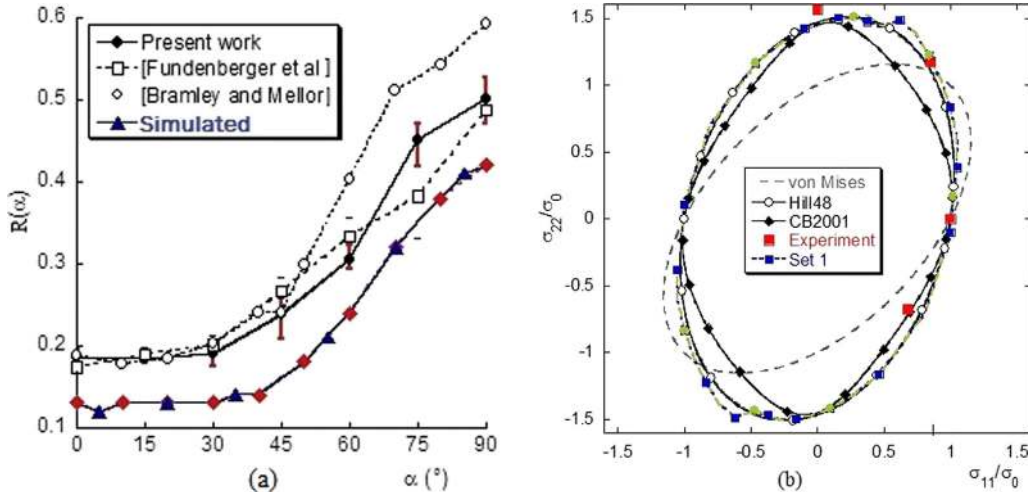 0.6
0.5
0.4
0.3
0.2
0.1
R(α)
Present work
[Fundenberger et al ]
[Bramley and Mellor]
Simulated
0 15 30 45 60 75 90
(a) α (°)
1.5
1
0.5
0
-0.5
-1
-1.5
σ22/σ0
von Mises
Hill48
CB2001
Experiment
Set 1
-1.5 -1 -0.5 0 0.5 1 1.5
(b) σ11/σ0